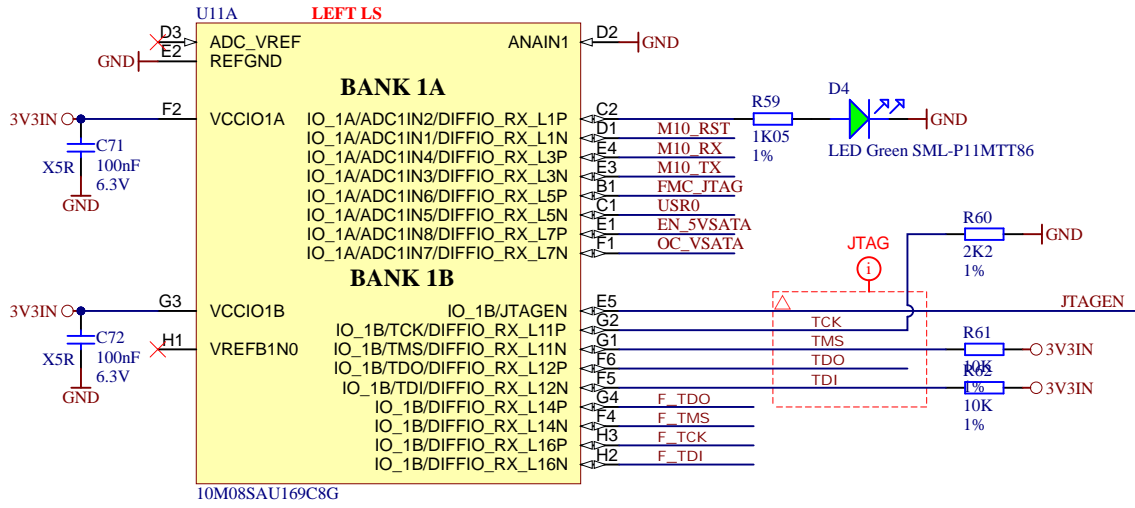 U11A LEFT LS
D3 ADC_VREF ANAIN1 D2 GND
GND E2 REFGND
BANK 1A
3V3IN F2 VCCIO1A IO_1A/ADC1IN2/DIFFIO_RX_L1P C2 R59 D4 GND
1K05
1%
LED Green SML-P11MTT86
IO_1A/ADC1IN1/DIFFIO_RX_L1N D1 M10_RST
IO_1A/ADC1IN4/DIFFIO_RX_L3P E4 M10_RX
IO_1A/ADC1IN3/DIFFIO_RX_L3N E3 M10_TX
IO_1A/ADC1IN6/DIFFIO_RX_L5P B1 FMC_JTAG
IO_1A/ADC1IN5/DIFFIO_RX_L5N C1 USR0
IO_1A/ADC1IN8/DIFFIO_RX_L7P E1 EN_5VSATA
IO_1A/ADC1IN7/DIFFIO_RX_L7N F1 OC_VSATA
C71
X5R 100nF
6.3V
GND
R60 GND
2K2
1%
JTAG
i
BANK 1B
3V3IN G3 VCCIO1B IO_1B/JTAGEN E5 JTAGEN
IO_1B/TCK/DIFFIO_RX_L11P G2 TCK
H1 VREFB1N0 IO_1B/TMS/DIFFIO_RX_L11N G1 TMS R61 3V3IN
10K
1%
IO_1B/TDO/DIFFIO_RX_L12P F6 TDO
IO_1B/TDI/DIFFIO_RX_L12N F5 TDI R62 3V3IN
10K
1%
IO_1B/DIFFIO_RX_L14P G4 F_TDO
IO_1B/DIFFIO_RX_L14N F4 F_TMS
IO_1B/DIFFIO_RX_L16P H3 F_TCK
IO_1B/DIFFIO_RX_L16N H2 F_TDI
C72
X5R 100nF
6.3V
GND
10M08SAU169C8G